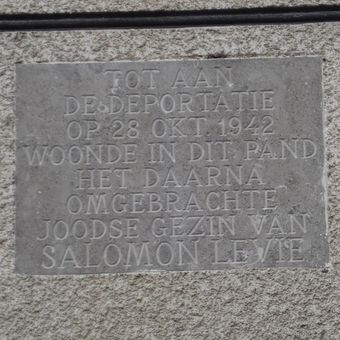 TOT AAN
DE DEPORTATIE
OP 28 OKT. 1942
WOONDE IN DIT PAND
HET DAARNA
OMGEBRACHTE
JOODSE GEZIN VAN
SALOMON LEVIE